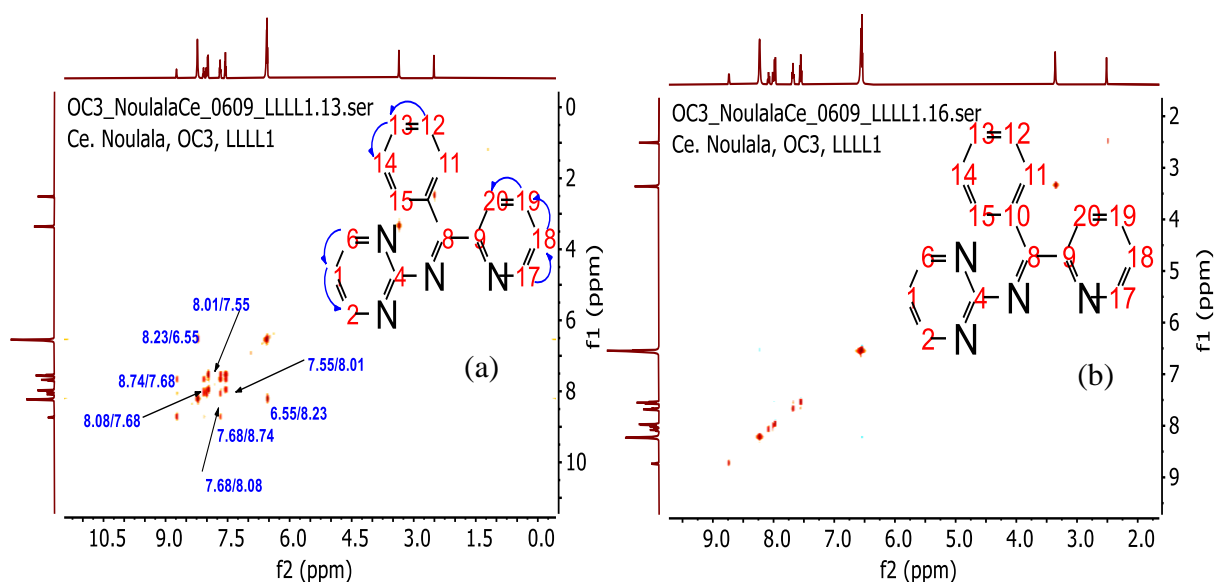 OC3_NoulalaCe_0609_LLLL1.13.ser
Ce. Noulala, OC3, LLLL1
13 12
14 11
15
20 19
6 N
8 9 18
1 4 N N 17
2 N
8.01/7.55
8.23/6.55
8.74/7.68
8.08/7.68
7.55/8.01
6.55/8.23
7.68/8.74
7.68/8.08
(a)
0
2
4
6
8
10
f1 (ppm)
10.5 9.0 7.5 6.0 4.5 3.0 1.5 0.0
f2 (ppm)
OC3_NoulalaCe_0609_LLLL1.16.ser
Ce. Noulala, OC3, LLLL1
13 12
14 11
15 10 20 19
6 N
8 9 18
1 4 N N 17
2 N
(b)
2
3
4
5
6
7
8
9
f1 (ppm)
9.0 8.0 7.0 6.0 5.0 4.0 3.0 2.0
f2 (ppm)